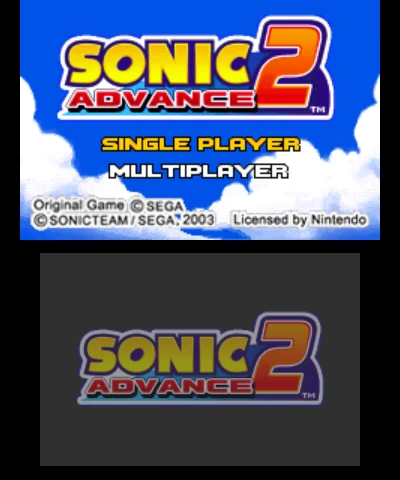 SONIC 2
ADVANCE ™
SINGLE PLAYER
MULTIPLAYER
Original Game ©SEGA
©SONICTEAM / SEGA, 2003 Licensed by Nintendo
SONIC 2
ADVANCE ™